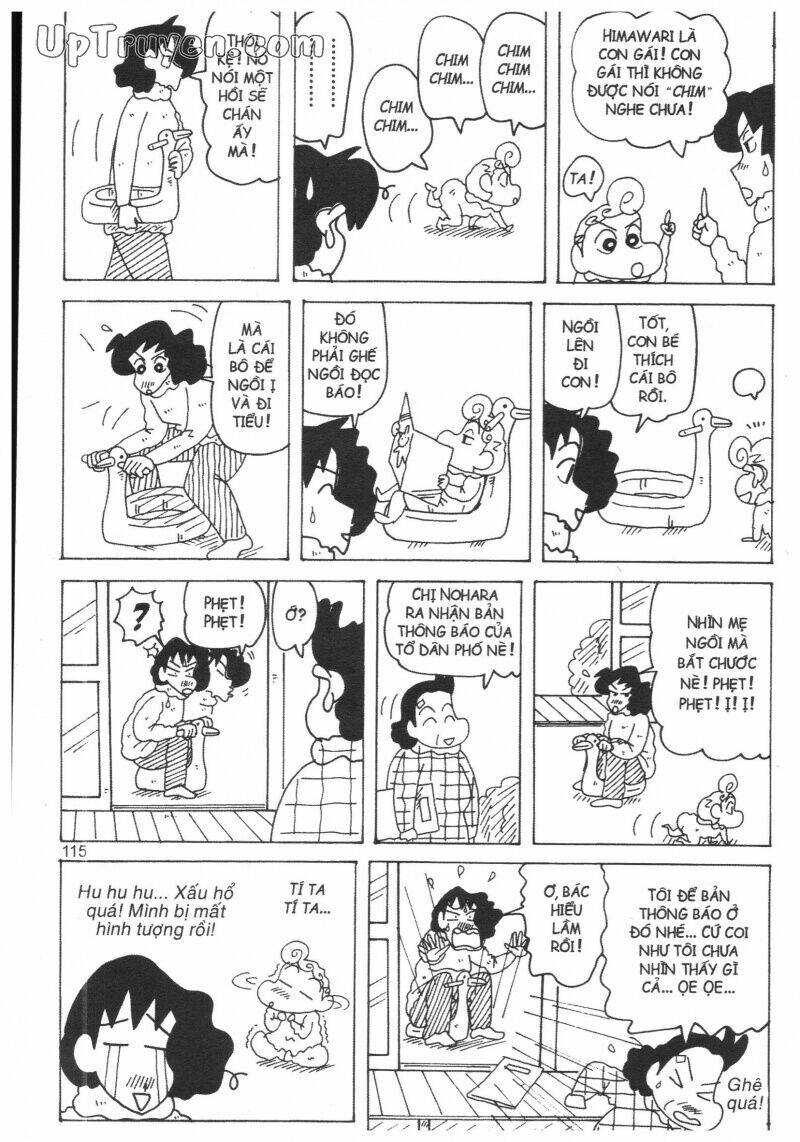 UpTruyen.com
THÔI
KỆ! NÓ
NÓI MỘT
HỒI SẼ
CHÁN
ẤY
MÀ!
CHIM
CHIM...
CHIM
CHIM...
CHIM
CHIM
CHIM...
HIMAWARI LÀ
CON GÁI! CON
GÁI THÌ KHÔNG
ĐƯỢC NÓI "CHIM"
NGHE CHƯA!
TA!
MÀ
LÀ CÁI
BÔ ĐỂ
NGỒI Ị
VÀ ĐI
TIỂU!
ĐÓ
KHÔNG
PHẢI GHẾ
NGỒI ĐỌC
BÁO!
NGỒI
LÊN
ĐI
CON!
TỐT,
CON BÉ
THÍCH
CÁI BÔ
RỒI.
?
PHẸT!
PHẸT!
Ớ?
CHỊ NOHARA
RA NHẬN BẢN
THÔNG BÁO CỦA
TỔ DÂN PHỐ NÈ!
NHÌN MẸ
NGỒI MÀ
BẮT CHƯỚC
NÈ! PHẸT!
PHẸT! Ị! Ị!
115
Hu hu hu... Xấu hổ
quá! Mình bị mất
hình tượng rồi!
TÍ TA
TÍ TA...
Ơ, BÁC
HIỂU
LẦM
RỒI!
TÔI ĐỂ BẢN
THÔNG BÁO Ở
ĐÓ NHÉ... CỨ COI
NHƯ TÔI CHƯA
NHÌN THẤY GÌ
CẢ... ỌE ỌE...
Ghê
quá!